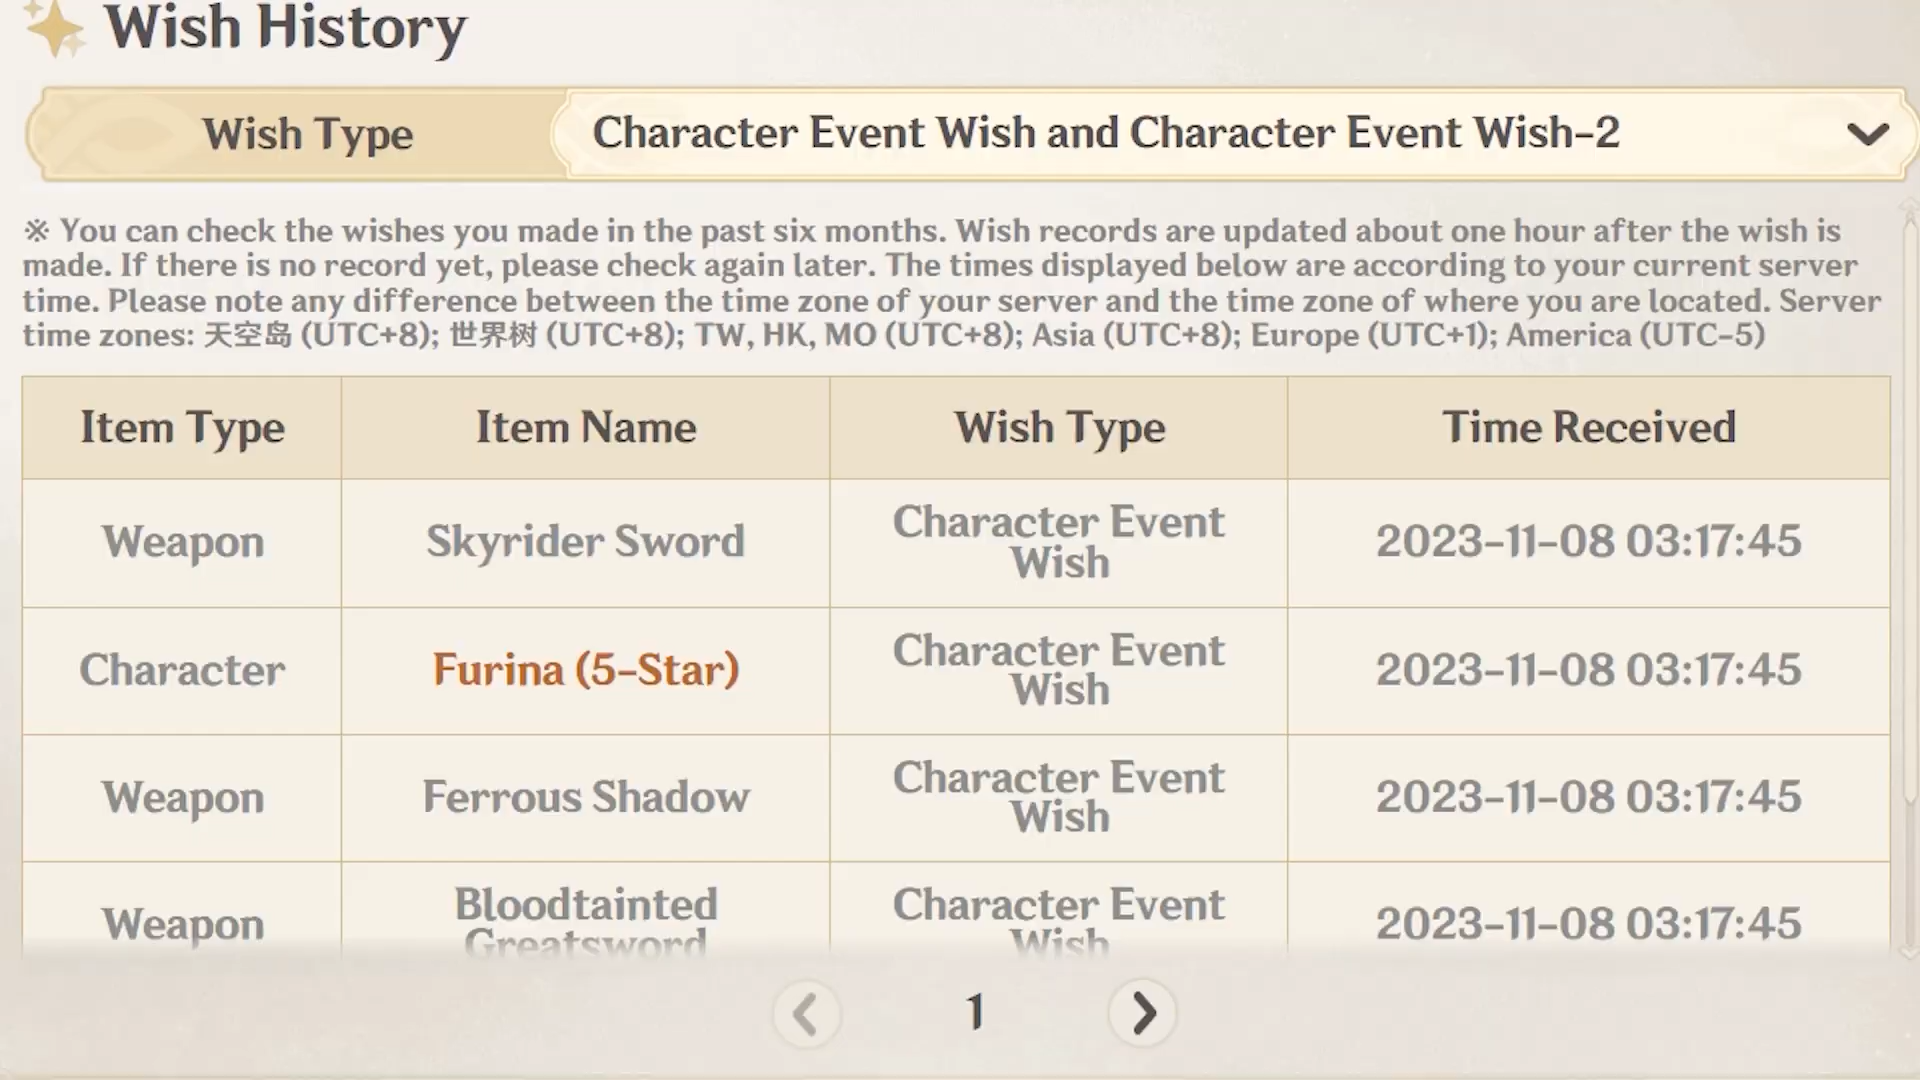 Wish History
Wish Type
Character Event Wish and Character Event Wish-2
※ You can check the wishes you made in the past six months. Wish records are updated about one hour after the wish is
made. If there is no record yet, please check again later. The times displayed below are according to your current server
time. Please note any difference between the time zone of your server and the time zone of where you are located. Server
time zones: 天空岛 (UTC+8); 世界树 (UTC+8); TW, HK, MO (UTC+8); Asia (UTC+8); Europe (UTC+1); America (UTC-5)
Item Type
Item Name
Wish Type
Time Received
Weapon
Skyrider Sword
Character Event
Wish
2023-11-08 03:17:45
Character
Furina (5-Star)
Character Event
Wish
2023-11-08 03:17:45
Weapon
Ferrous Shadow
Character Event
Wish
2023-11-08 03:17:45
Weapon
Bloodtainted
Greatsword
Character Event
Wish
2023-11-08 03:17:45
1